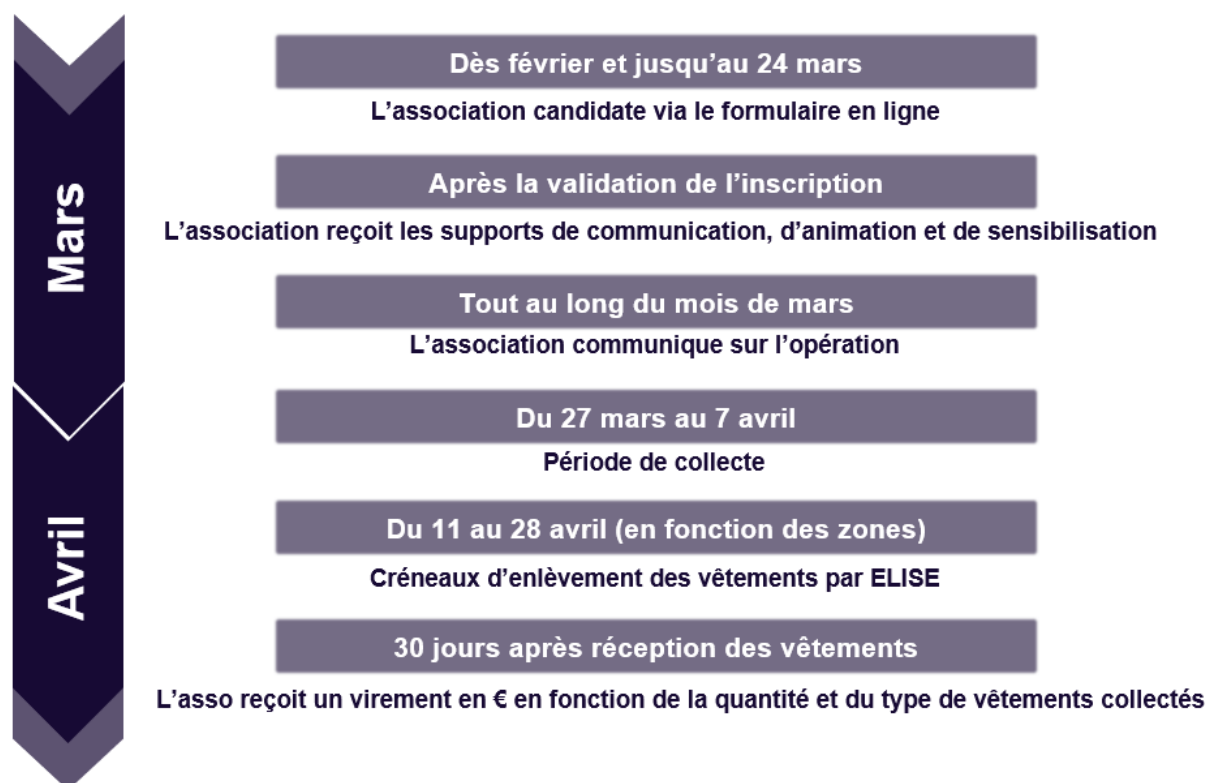 Mars
Dès février et jusqu’au 24 mars
L’association candidate via le formulaire en ligne
Après la validation de l’inscription
L’association reçoit les supports de communication, d’animation et de sensibilisation
Tout au long du mois de mars
L’association communique sur l’opération
Avril
Du 27 mars au 7 avril
Période de collecte
Du 11 au 28 avril (en fonction des zones)
Créneaux d’enlèvement des vêtements par ELISE
30 jours après réception des vêtements
L’asso reçoit un virement en € en fonction de la quantité et du type de vêtements collectés